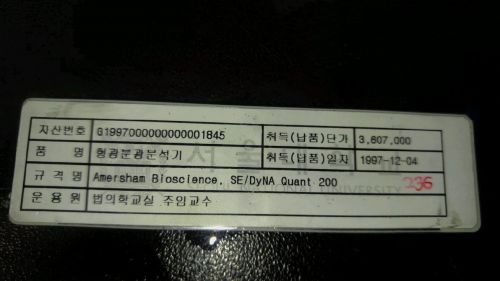 자산번호 G1997000000000001845 취득(납품)단가 3,607,000
품 명 형광분광분석기 취득(납품)일자 1997-12-04
규격명 Amersham Bioscience, SE/DyNA Quant 200 336
운용원 법의학교실 주임교수